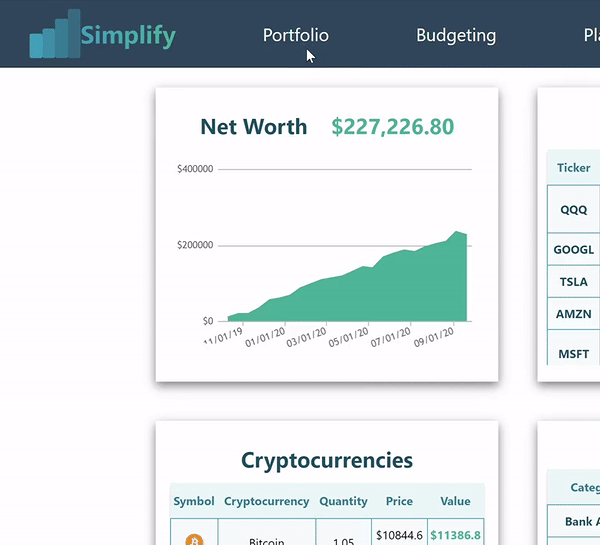 Simplify
Portfolio
Budgeting
Net Worth $227,226.80
$400000
$200000
$0
11/01/19
01/01/20
03/01/20
05/01/20
07/01/20
09/01/20
Ticker
QQQ
GOOGL
TSLA
AMZN
MSFT
Cryptocurrencies
Symbol Cryptocurrency Quantity Price Value
Bitcoin 1.05 $10844.6 $11386.8
Bank